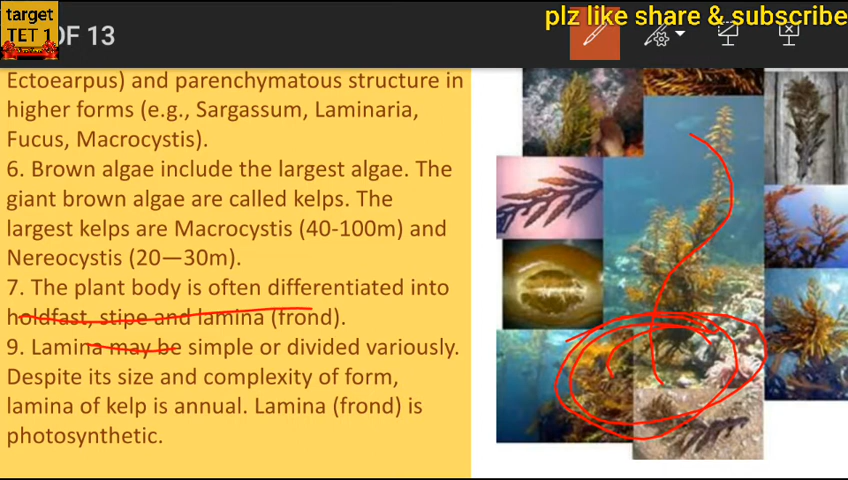 target
TET 1
OF 13
plz like share & subscribe
Ectoearpus) and parenchymatous structure in
higher forms (e.g., Sargassum, Laminaria,
Fucus, Macrocystis).
6. Brown algae include the largest algae. The
giant brown algae are called kelps. The
largest kelps are Macrocystis (40-100m) and
Nereocystis (20—30m).
7. The plant body is often differentiated into
holdfast, stipe and lamina (frond).
9. Lamina may be simple or divided variously.
Despite its size and complexity of form,
lamina of kelp is annual. Lamina (frond) is
photosynthetic.